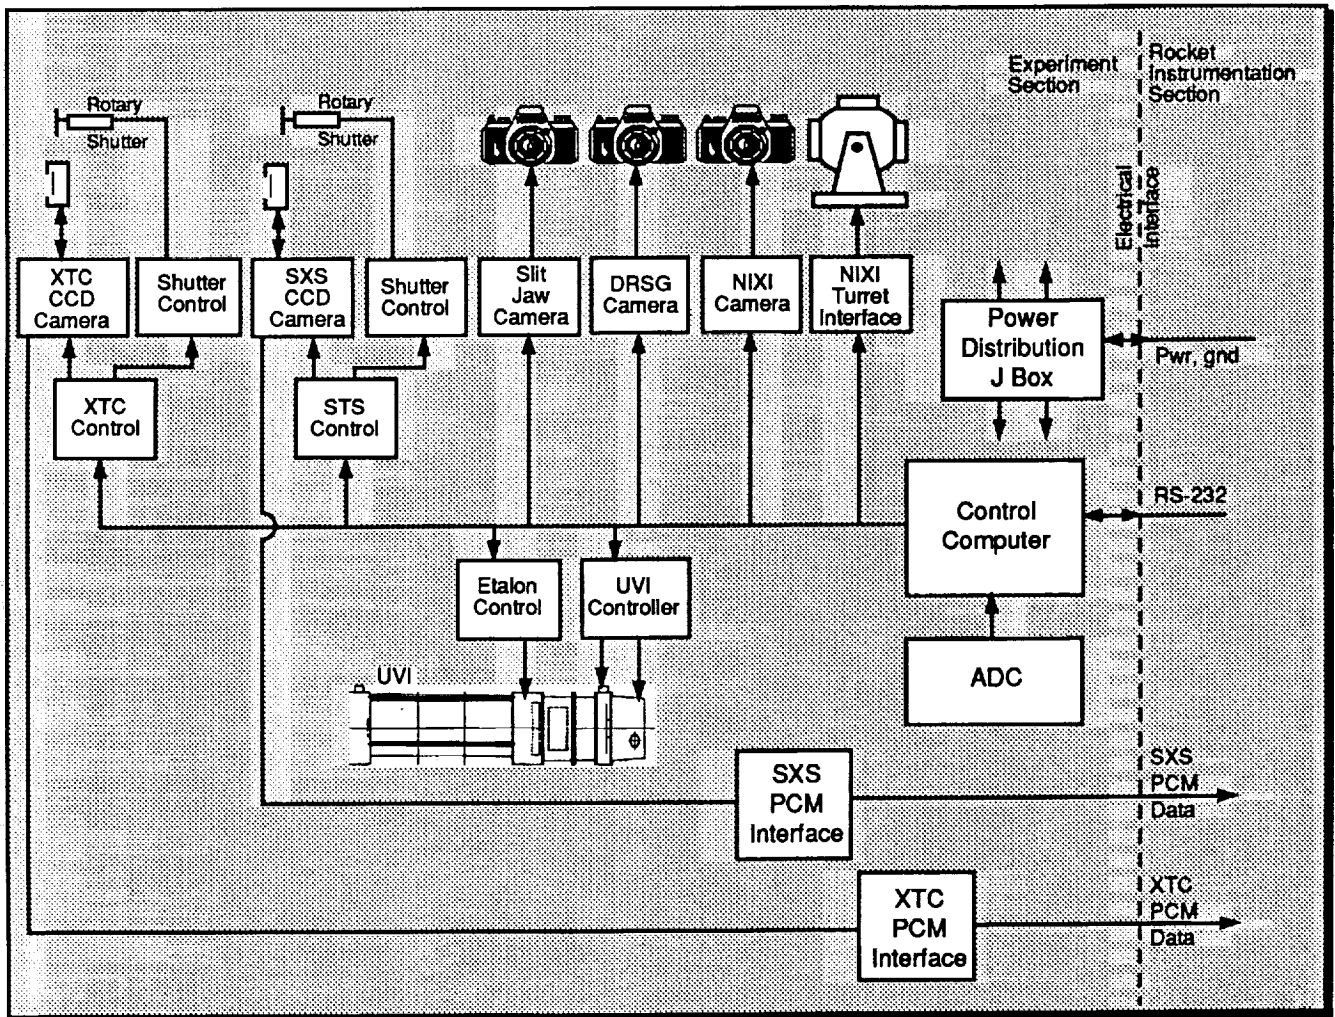 Experiment
Section
Rocket
Instrumentation
Section
Electrical
Interface
Rotary
Shutter
Rotary
Shutter
XTC
CCD
Camera
Shutter
Control
SXS
CCD
Camera
Shutter
Control
Slit
Jaw
Camera
DRSG
Camera
NIXI
Camera
NIXI
Turret
Interface
Power
Distribution
J Box
Pwr, gnd
XTC
Control
STS
Control
Control
Computer
RS-232
Etalon
Control
UVI
Controller
ADC
UVI
SXS
PCM
Interface
SXS
PCM
Data
XTC
PCM
Interface
XTC
PCM
Data